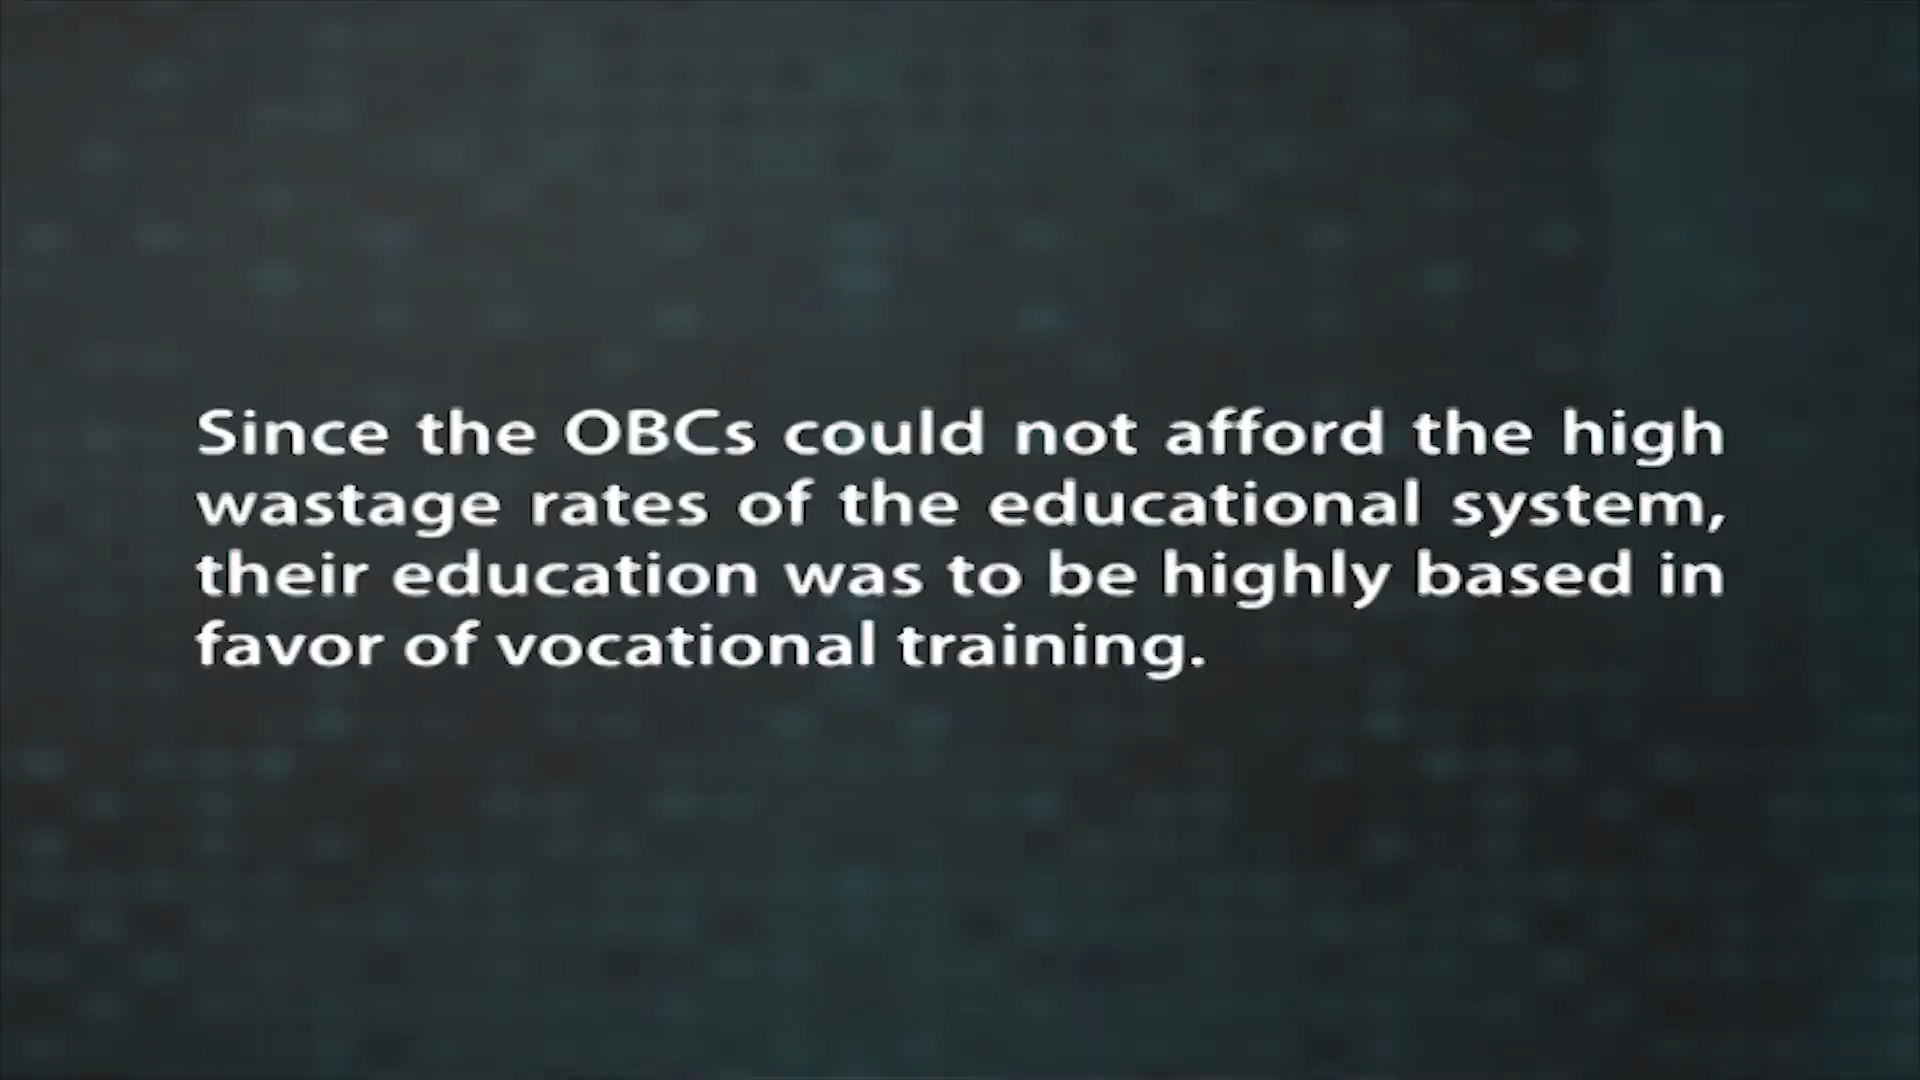 Since the OBCs could not afford the high
wastage rates of the educational system,
their education was to be highly based in
favor of vocational training.